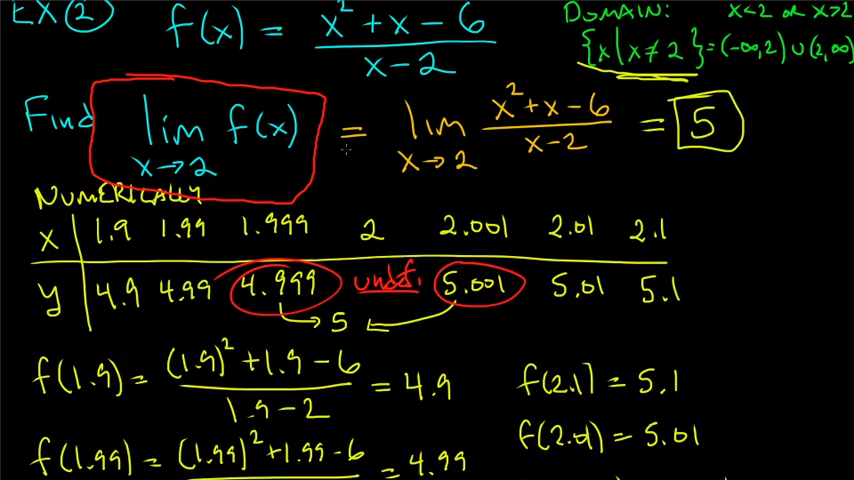 EX 2 f(x) = (x² + x - 6)/(x - 2)
DOMAIN: x<2 or x>2
{x|x≠2} = (-∞,2) ∪ (2,∞)
Find lim x→2 f(x) = lim x→2 (x² + x - 6)/(x - 2) = 5
NUMERICALLY
x 1.9 1.99 1.999 2 2.001 2.01 2.1
y 4.9 4.99 4.999 undef. 5.001 5.01 5.1
→ 5 ←
f(1.9) = ((1.9)² + 1.9 - 6)/(1.9 - 2) = 4.9
f(2.1) = 5.1
f(2.01) = 5.01
f(1.99) = (1.99)² + 1.99 - 6 = 4.99